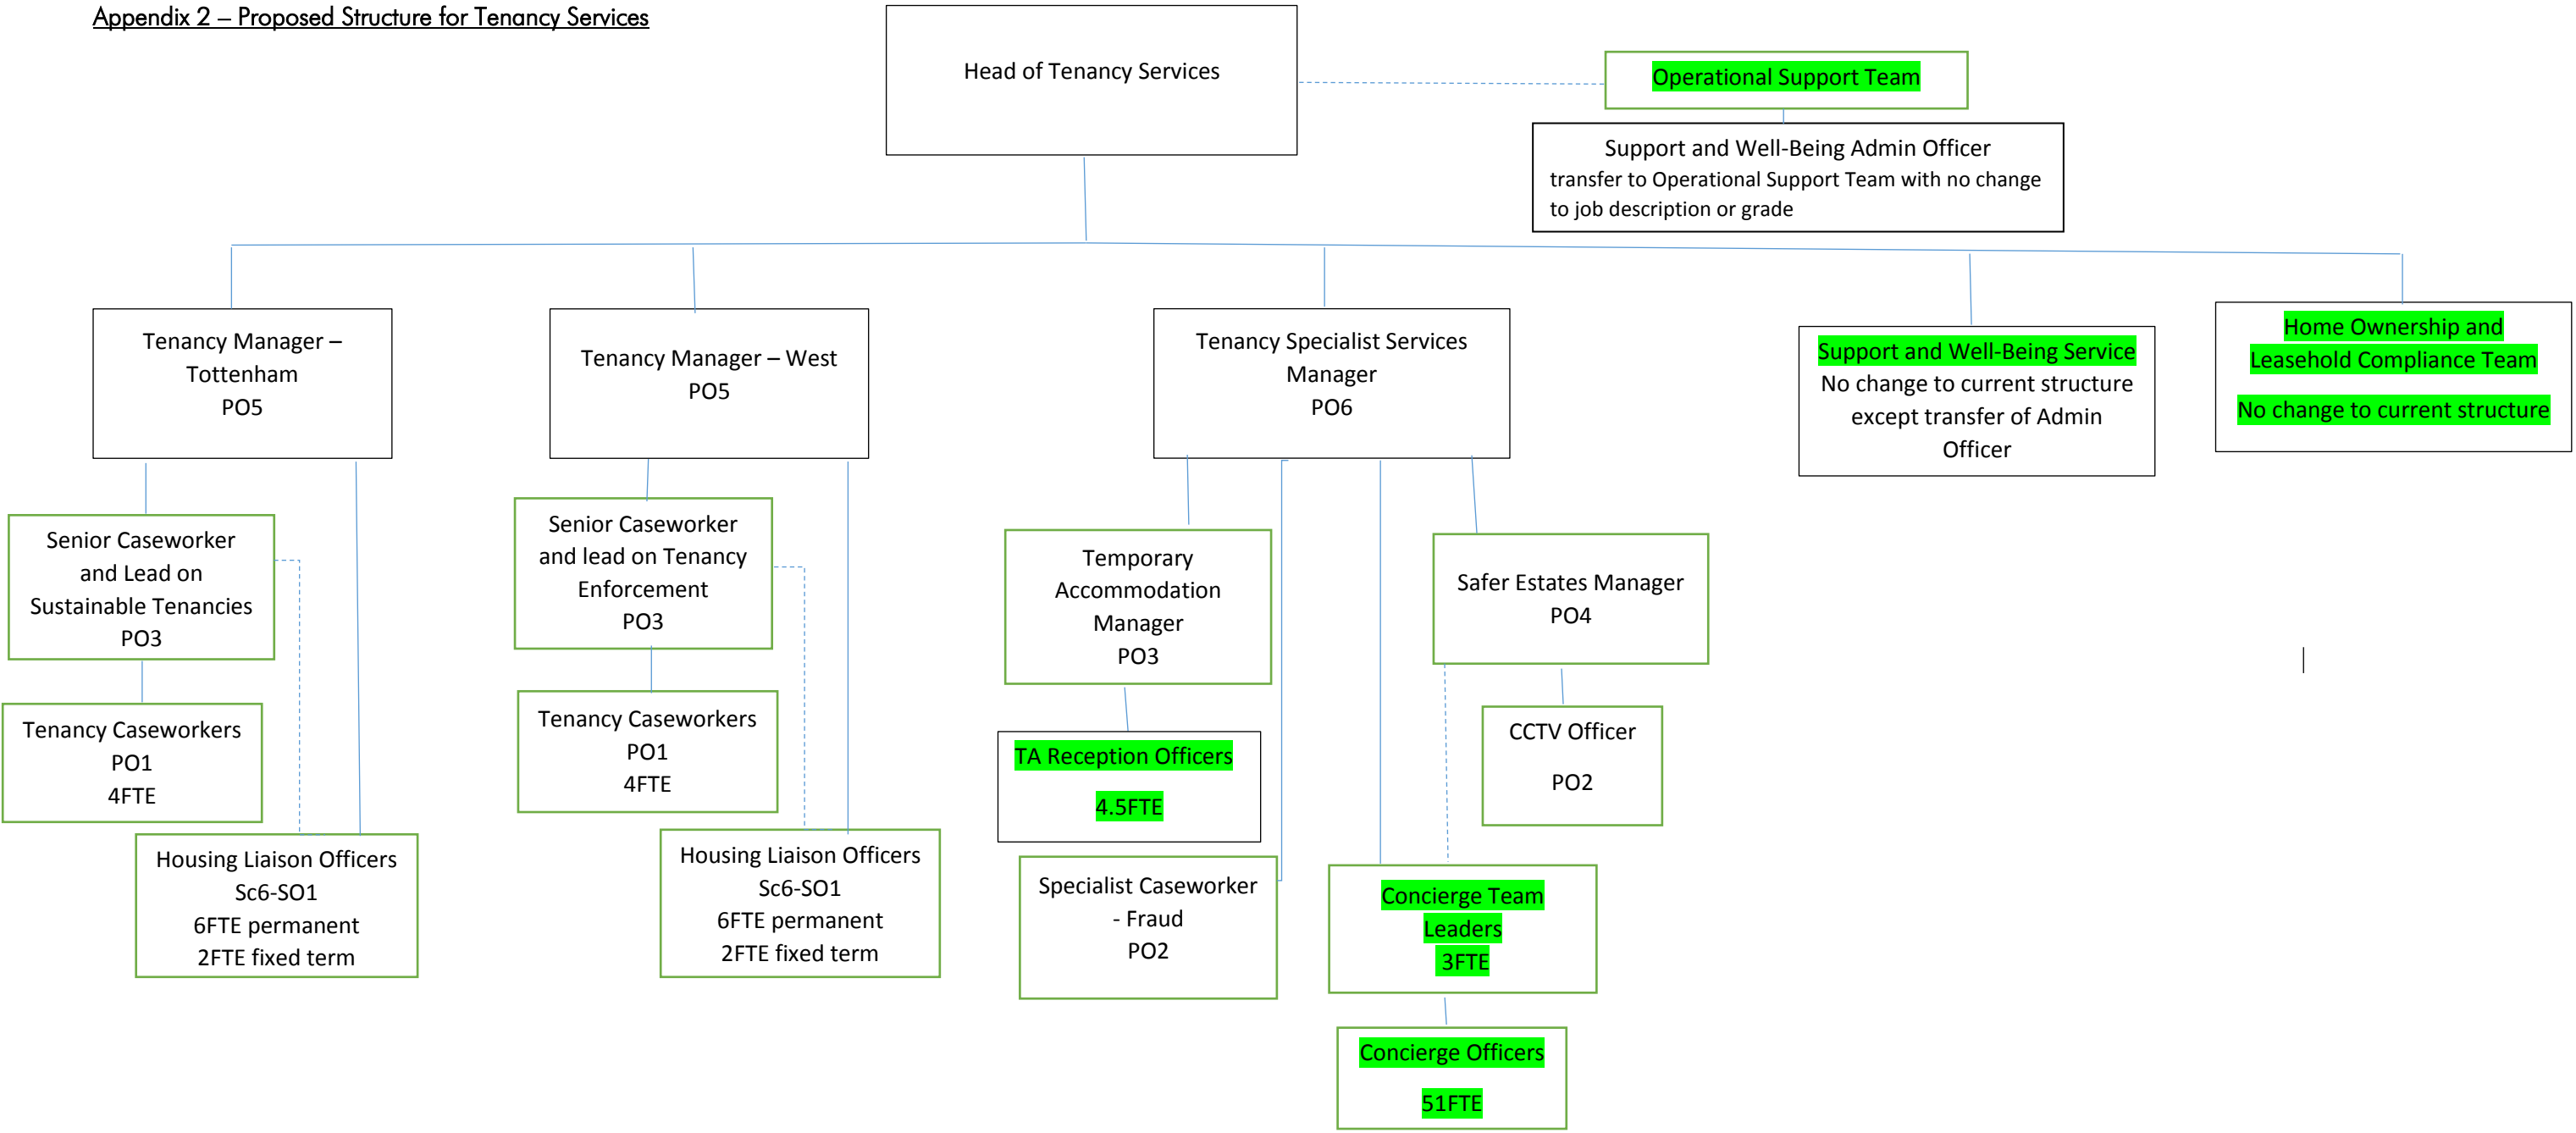 Appendix 2 – Proposed Structure for Tenancy Services
Head of Tenancy Services
Operational Support Team
Support and Well-Being Admin Officer
transfer to Operational Support Team with no change
to job description or grade
Tenancy Manager –
Tottenham
PO5
Tenancy Manager – West
PO5
Tenancy Specialist Services
Manager
PO6
Support and Well-Being Service
No change to current structure
except transfer of Admin
Officer
Home Ownership and
Leasehold Compliance Team
No change to current structure
Senior Caseworker
and Lead on
Sustainable Tenancies
PO3
Senior Caseworker
and lead on Tenancy
Enforcement
PO3
Temporary
Accommodation
Manager
PO3
Safer Estates Manager
PO4
Tenancy Caseworkers
PO1
4FTE
Tenancy Caseworkers
PO1
4FTE
TA Reception Officers
4.5FTE
CCTV Officer
PO2
Housing Liaison Officers
Sc6-SO1
6FTE permanent
2FTE fixed term
Housing Liaison Officers
Sc6-SO1
6FTE permanent
2FTE fixed term
Specialist Caseworker
- Fraud
PO2
Concierge Team
Leaders
3FTE
Concierge Officers
51FTE